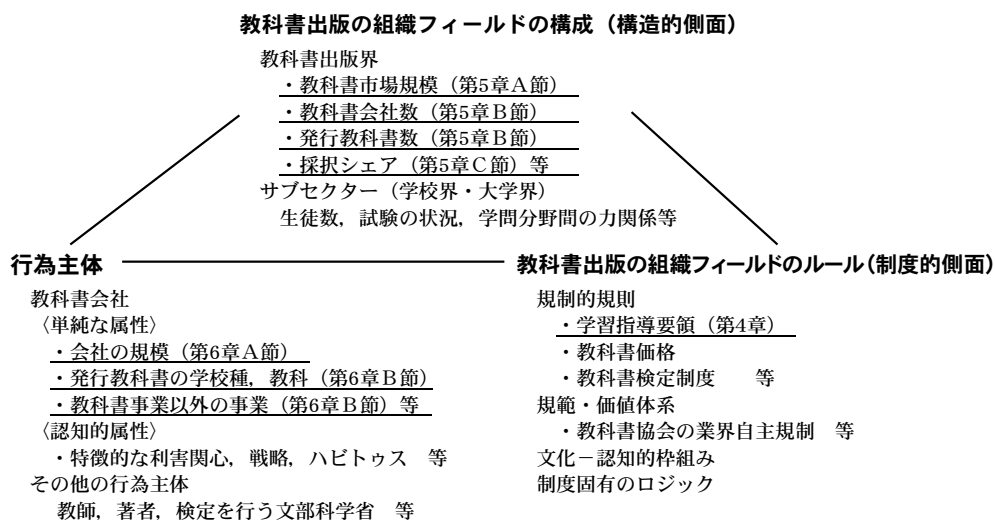 教科書出版の組織フィールドの構成（構造的側面）
教科書出版界
・教科書市場規模（第5章Ａ節）
・教科書会社数（第5章Ｂ節）
・発行教科書数（第5章Ｂ節）
・採択シェア（第5章Ｃ節）等
サブセクター（学校界・大学界）
生徒数，試験の状況，学問分野間の力関係等
行為主体
教科書会社
〈単純な属性〉
・会社の規模（第6章Ａ節）
・発行教科書の学校種，教科（第6章Ｂ節）
・教科書事業以外の事業（第6章Ｂ節）等
〈認知的属性〉
・特徴的な利害関心，戦略，ハビトゥス　等
その他の行為主体
教師，著者，検定を行う文部科学省　等
教科書出版の組織フィールドのルール（制度的側面）
規制的規則
・学習指導要領（第4章）
・教科書価格
・教科書検定制度　　等
規範・価値体系
・教科書協会の業界自主規制　等
文化－認知的枠組み
制度固有のロジック